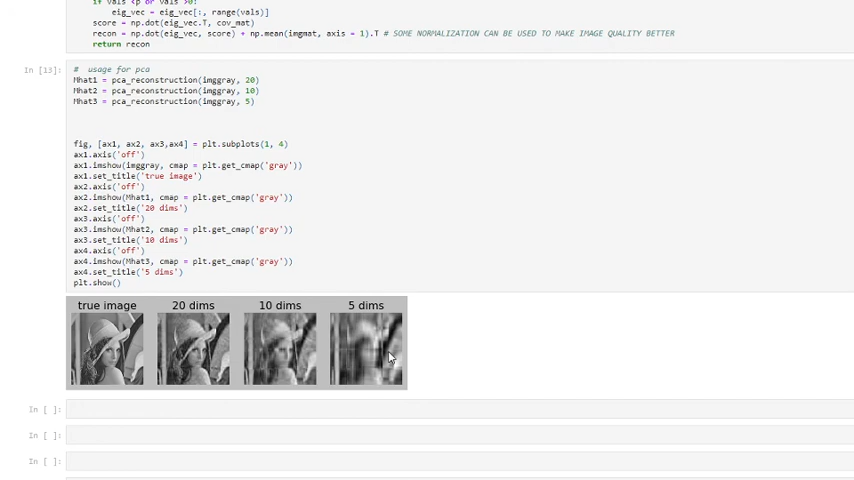 if vals <p or vals >0:
eig_vec = eig_vec[:, range(vals)]
score = np.dot(eig_vec.T, cov_mat)
recon = np.dot(eig_vec, score) + np.mean(imgmat, axis = 1).T # SOME NORMALIZATION CAN BE USED TO MAKE IMAGE QUALITY BETTER
return recon
In [13]:
# usage for pca
Mhat1 = pca_reconstruction(imggray, 20)
Mhat2 = pca_reconstruction(imggray, 10)
Mhat3 = pca_reconstruction(imggray, 5)
fig, [ax1, ax2, ax3,ax4] = plt.subplots(1, 4)
ax1.axis('off')
ax1.imshow(imggray, cmap = plt.get_cmap('gray'))
ax1.set_title('true image')
ax2.axis('off')
ax2.imshow(Mhat1, cmap = plt.get_cmap('gray'))
ax2.set_title('20 dims')
ax3.axis('off')
ax3.imshow(Mhat2, cmap = plt.get_cmap('gray'))
ax3.set_title('10 dims')
ax4.axis('off')
ax4.imshow(Mhat3, cmap = plt.get_cmap('gray'))
ax4.set_title('5 dims')
plt.show()
true image 20 dims 10 dims 5 dims
In [ ]:
In [ ]:
In [ ]: